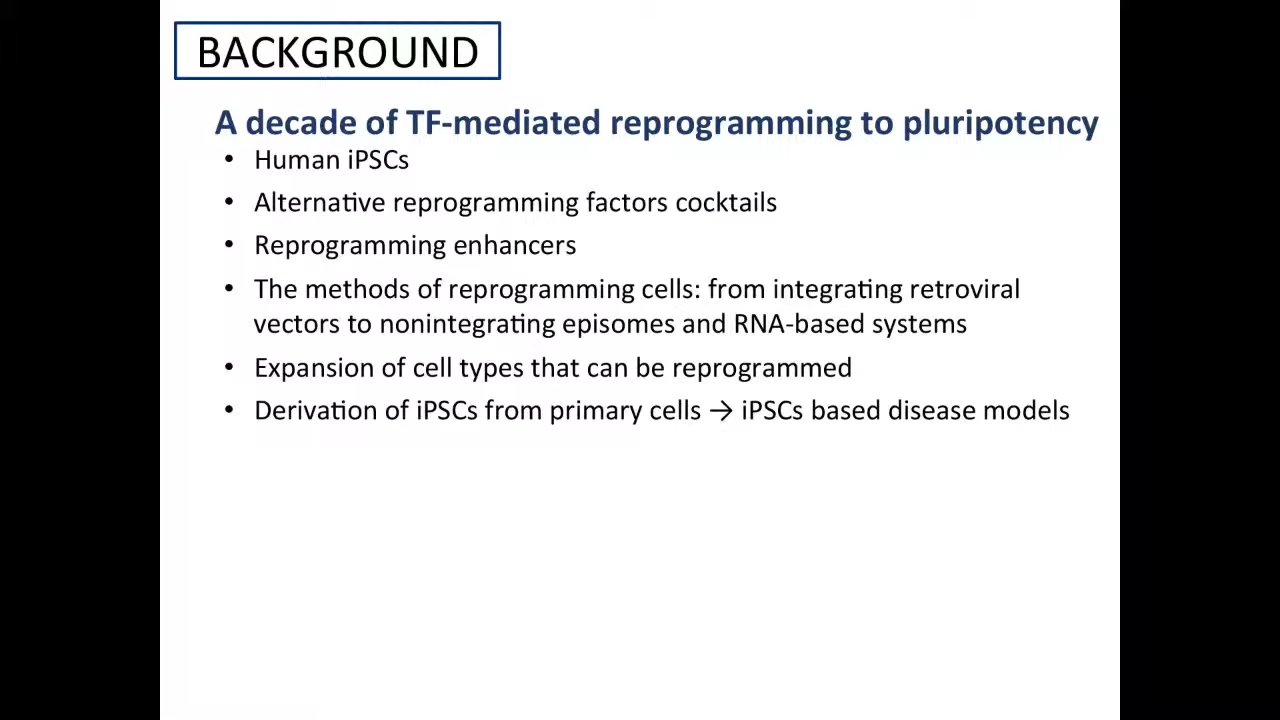 BACKGROUND
A decade of TF-mediated reprogramming to pluripotency
• Human iPSCs
• Alternative reprogramming factors cocktails
• Reprogramming enhancers
• The methods of reprogramming cells: from integrating retroviral
vectors to nonintegrating episomes and RNA-based systems
• Expansion of cell types that can be reprogrammed
• Derivation of iPSCs from primary cells → iPSCs based disease models